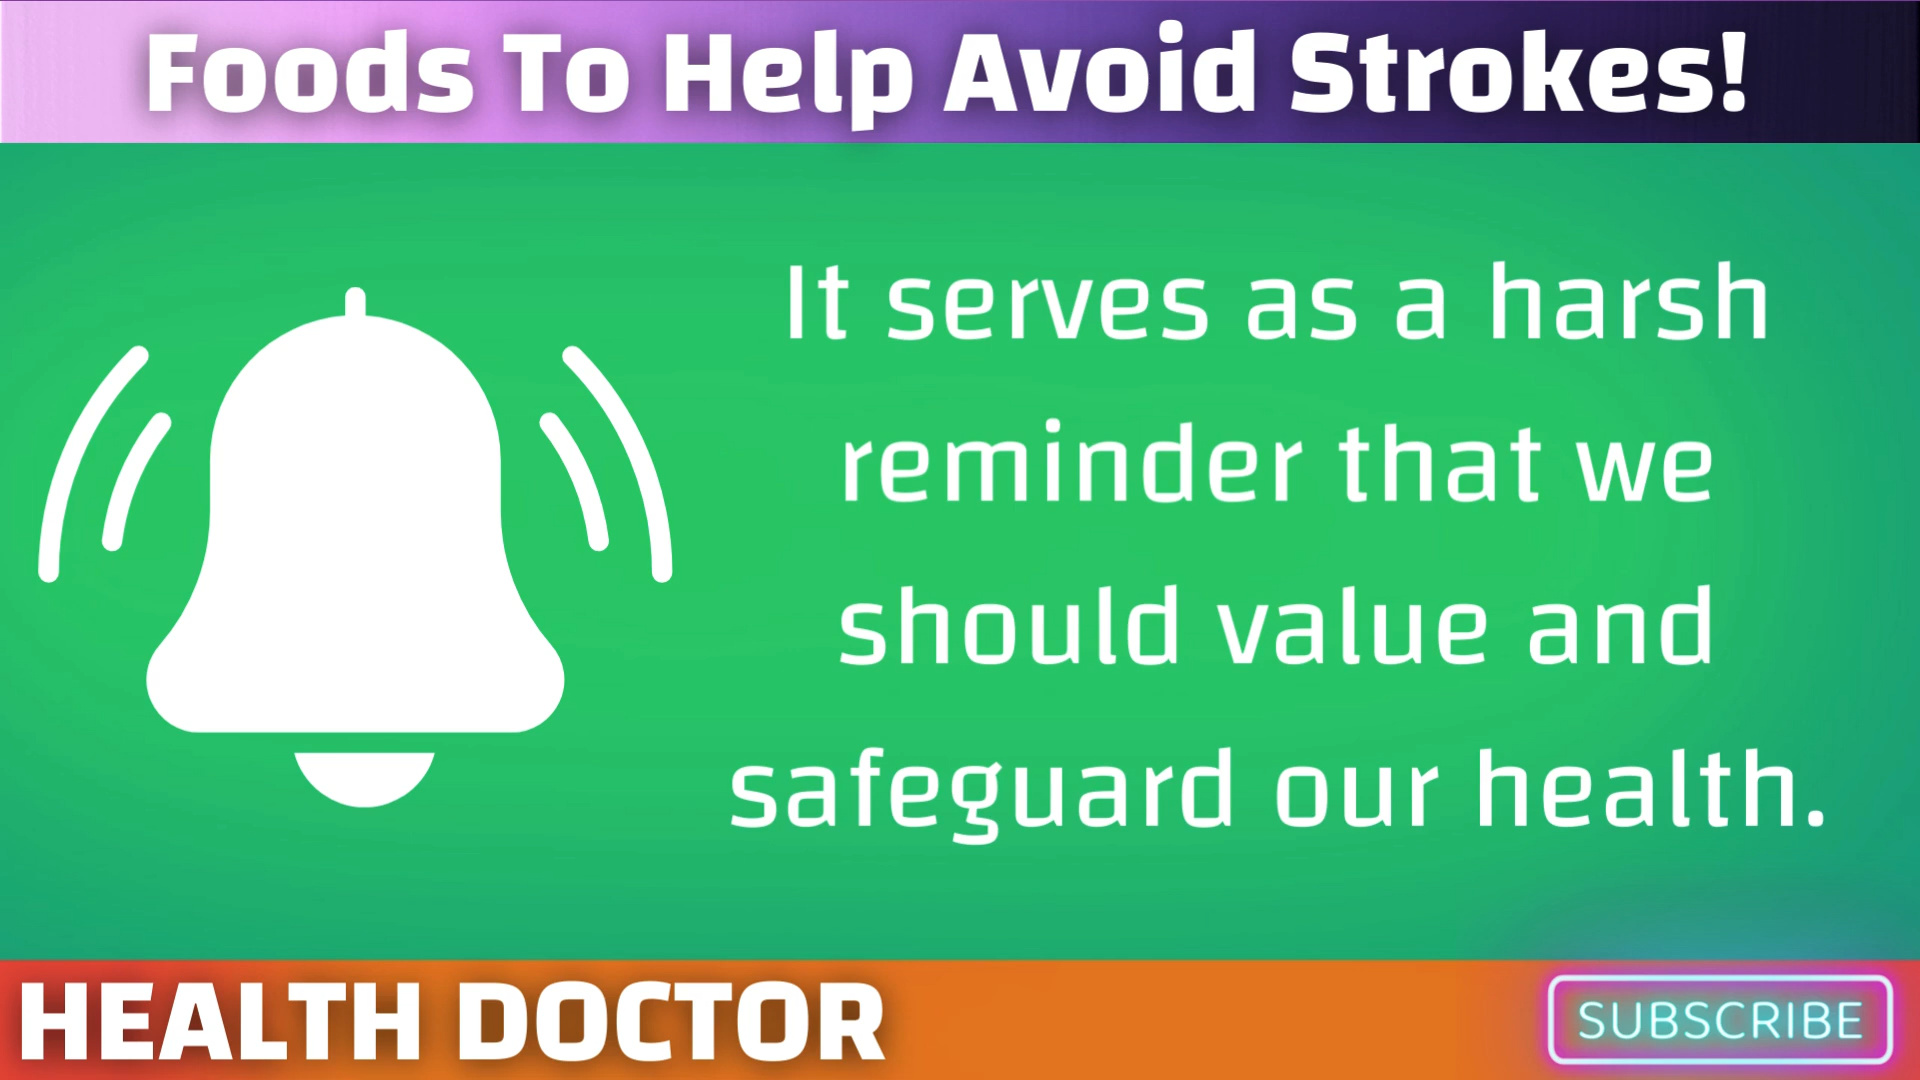 Foods To Help Avoid Strokes!
It serves as a harsh
reminder that we
should value and
safeguard our health.
HEALTH DOCTOR
SUBSCRIBE